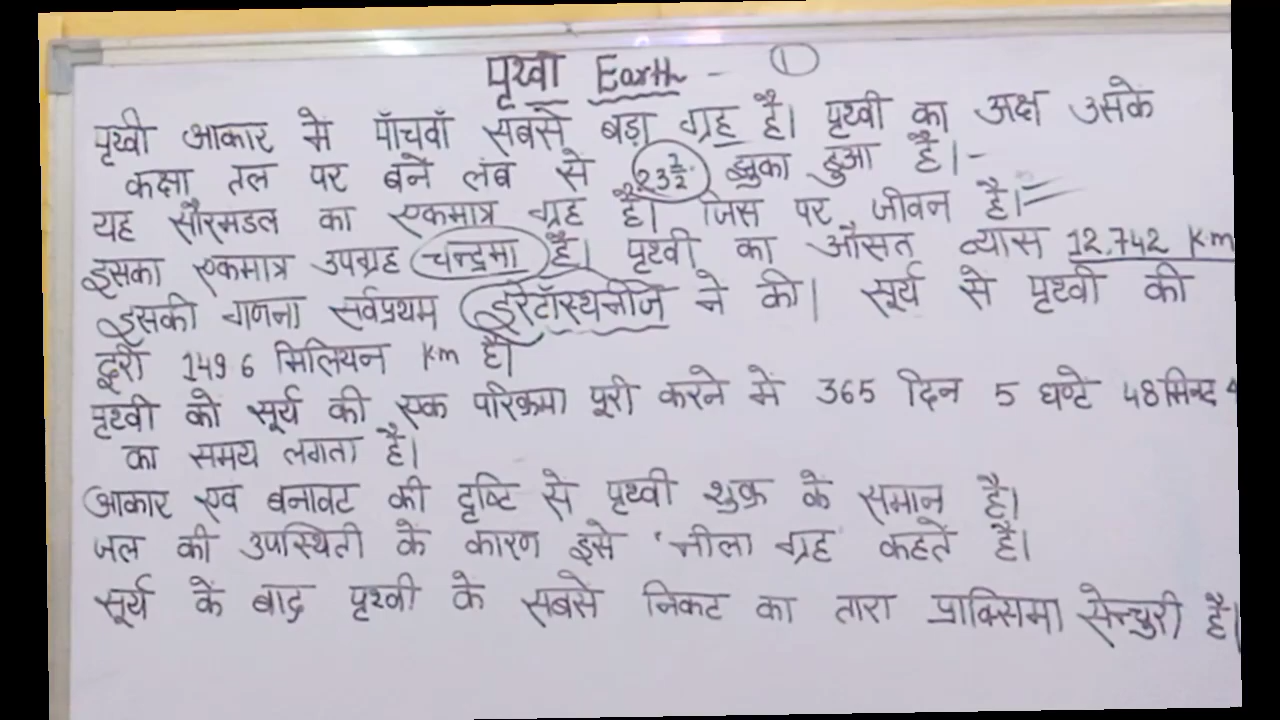 पृथ्वी Earth - ①
पृथ्वी आकार मे पाँचवाँ सबसे बड़ा ग्रह है। पृथ्वी का अक्ष उसके
कक्षा तल पर बने लंब से 23½ झुका हुआ है।-
यह सौरमडल का एकमात्र ग्रह है। जिस पर जीवन है।
इसका एकमात्र उपग्रह चन्द्रमा है। पृथ्वी का औसत व्यास 12.742 Km
इसकी गणना सर्वप्रथम इरेटॉस्थनीज ने की। सूर्य से पृथ्वी की
दूरी 149.6 मिलियन Km है।
पृथ्वी को सूर्य की एक परिक्रमा पूरी करने में 365 दिन 5 घण्टे 48 मिनट 4
का समय लगता है।
आकार एव बनावट की दृष्टि से पृथ्वी शुक्र के समान है।
जल की उपस्थिती के कारण इसे 'नीला ग्रह कहते है।
सूर्य के बाद पृथ्वी के सबसे निकट का तारा प्राक्सिमा सेन्चुरी है।